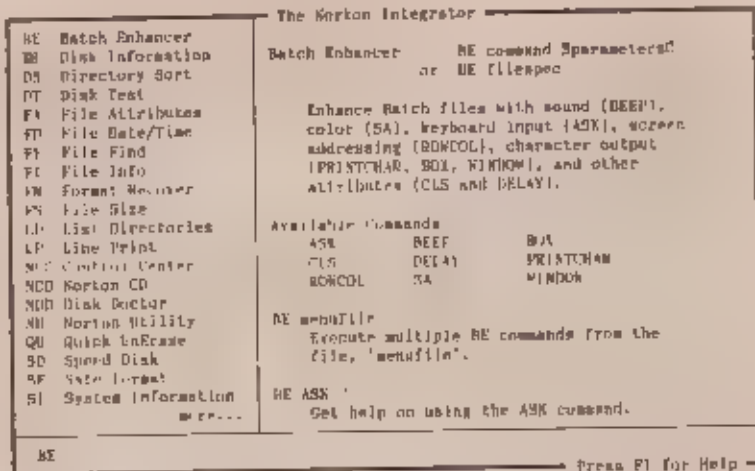 The Norton Integrator
BE Batch Enhancer
DI Disk Information
DS Directory Sort
DT Disk Test
FA File Attributes
FD File Date/Time
FF File Find
FI File Info
FR Format Recover
FS File Size
LD List Directories
LP Line Print
NCC Control Center
NCD Norton CD
NDD Disk Doctor
NU Norton Utility
QU Quick UnErase
SD Speed Disk
SF Safe Format
SI System Information
more...
Batch Enhancer BE command
or BE filespec
Enhance Batch files with sound (BEEP),
color (SA), keyboard input (ASK), screen
addressing (ROWCOL), character output
(PRINTCHAR, BOX, WINDOW), and other
attributes (CLS and DELAY).
Available Commands
ASK BEEP BOX
CLS DELAY PRINTCHAR
ROWCOL SA WINDOW
BE menufile
Execute multiple BE commands from the
file, 'menufile'.
BE ASK
Get help on using the ASK command.
BE
Press F1 for Help